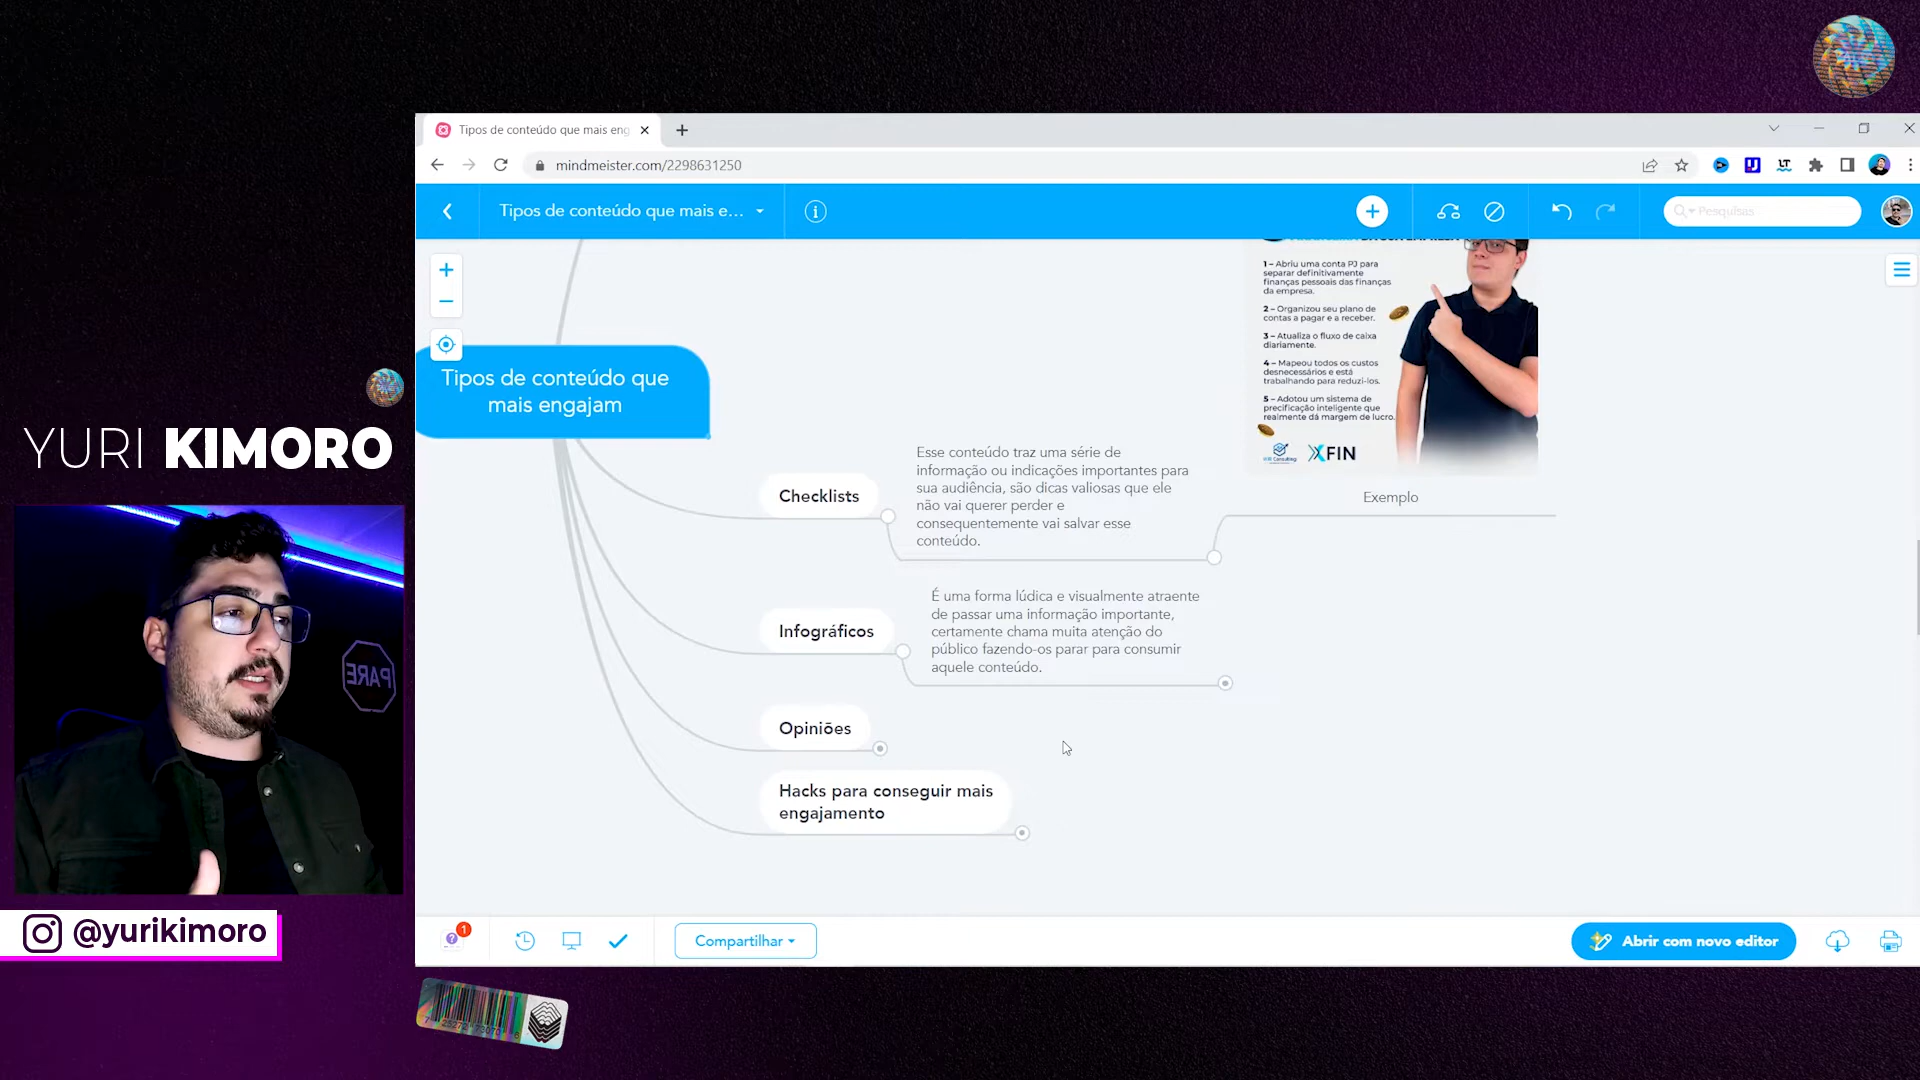 Tipos de conteúdo que mais eng
mindmeister.com/2298631250
Tipos de conteúdo que mais e...
Pesquisas
1 – Abriu uma conta PJ para
separar definitivamente
finanças pessoais das finanças
da empresa.
2 – Organizou seu plano de
contas a pagar e a receber.
3 – Atualiza o fluxo de caixa
diariamente.
4 – Mapeou todos os custos
desnecessários e está
trabalhando para reduzí-los.
5 – Adotou um sistema de
precificação inteligente que
realmente dá margem de lucro.
XFIN
Exemplo
Tipos de conteúdo que
mais engajam
Checklists
Esse conteúdo traz uma série de
informação ou indicações importantes para
sua audiência, são dicas valiosas que ele
não vai querer perder e
consequentemente vai salvar esse
conteúdo.
Infográficos
É uma forma lúdica e visualmente atraente
de passar uma informação importante,
certamente chama muita atenção do
público fazendo-os parar para consumir
aquele conteúdo.
Opiniões
Hacks para conseguir mais
engajamento
1
Compartilhar
Abrir com novo editor
YURI KIMORO
PARE
@yurikimoro